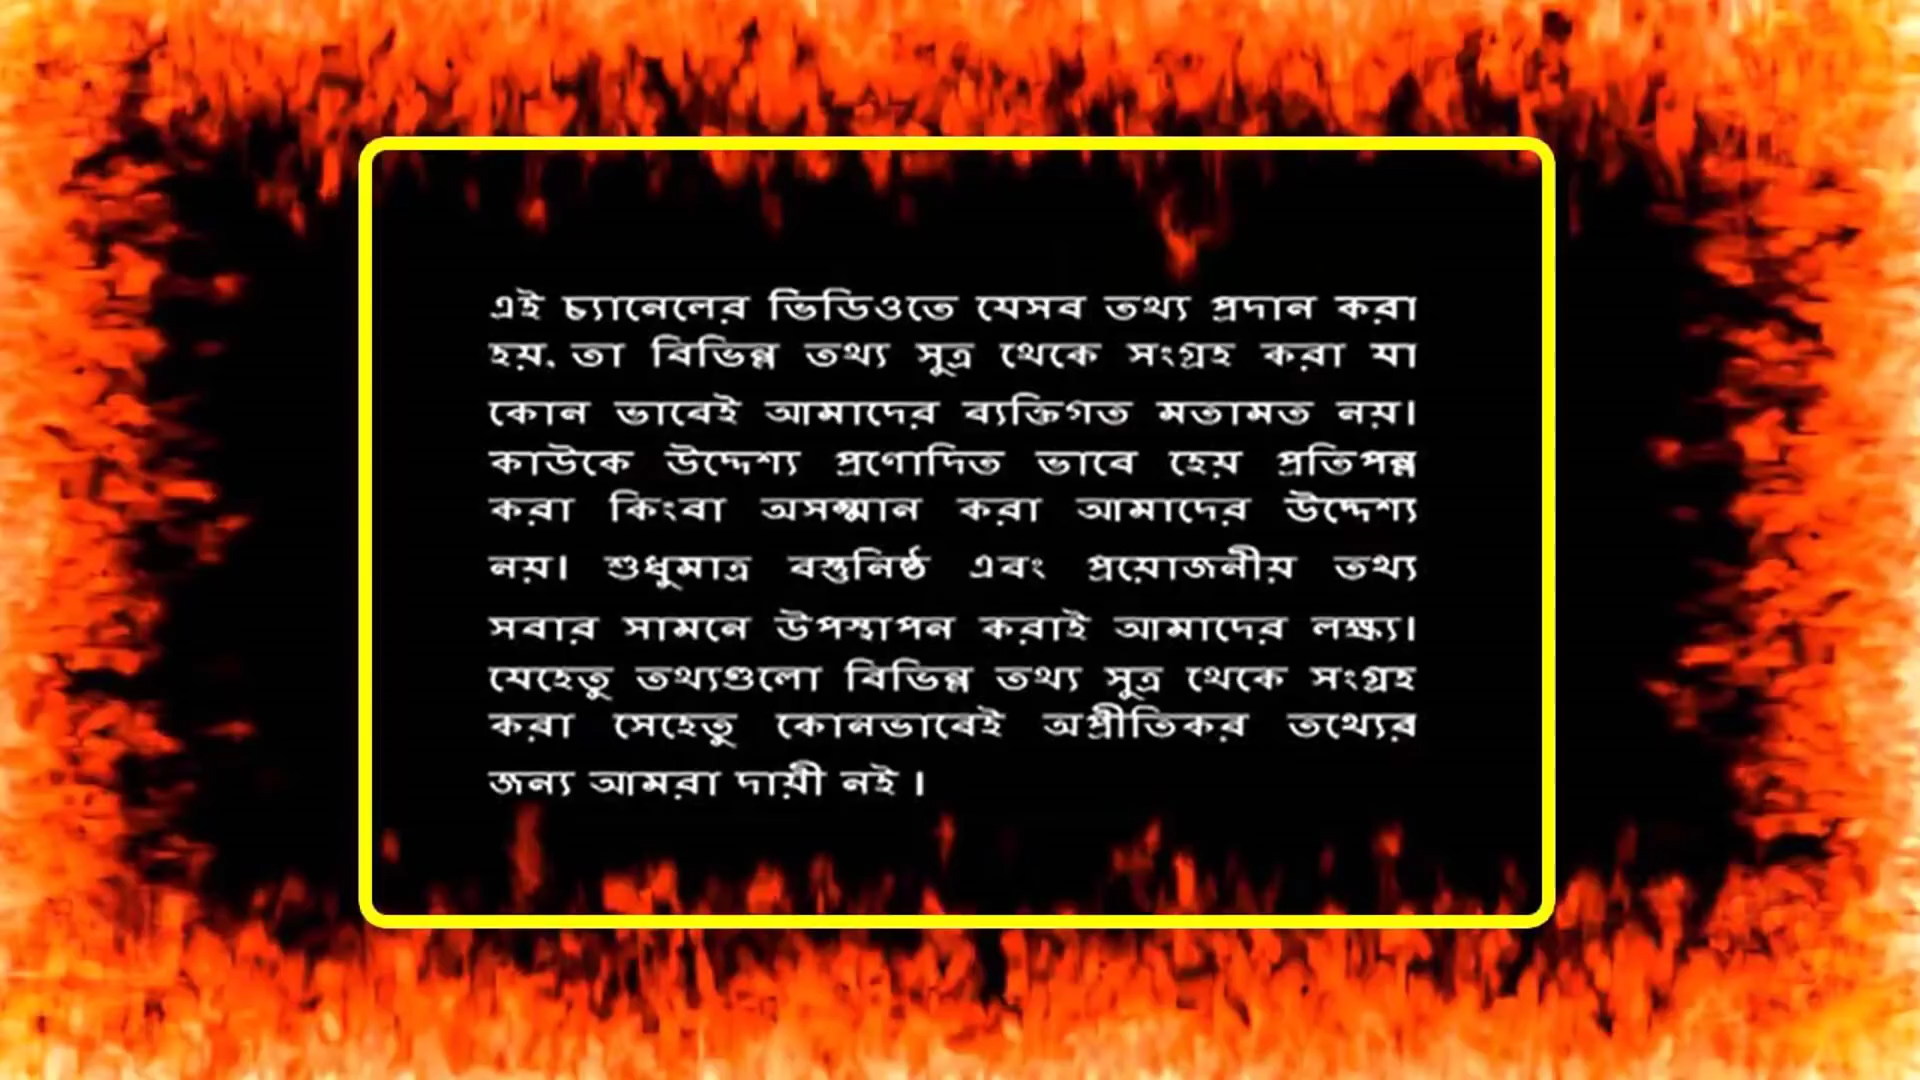 এই চ্যানেলের ভিডিওতে যেসব তথ্য প্রদান করা
হয়. তা বিভিন্ন তথ্য সুত্র থেকে সংগ্রহ করা যা
কোন ভাবেই আমাদের ব্যক্তিগত মতামত নয়।
কাউকে উদ্দেশ্য প্রণোদিত ভাবে হেয় প্রতিপন্ন
করা কিংবা অসম্মান করা আমাদের উদ্দেশ্য
নয়। শুধুমাত্র বস্তুনিষ্ঠ এবং প্রয়োজনীয় তথ্য
সবার সামনে উপস্থাপন করাই আমাদের লক্ষ্য।
যেহেতু তথ্যগুলো বিভিন্ন তথ্য সুত্র থেকে সংগ্রহ
করা সেহেতু কোনভাবেই অপ্রীতিকর তথ্যের
জন্য আমরা দায়ী নই ।